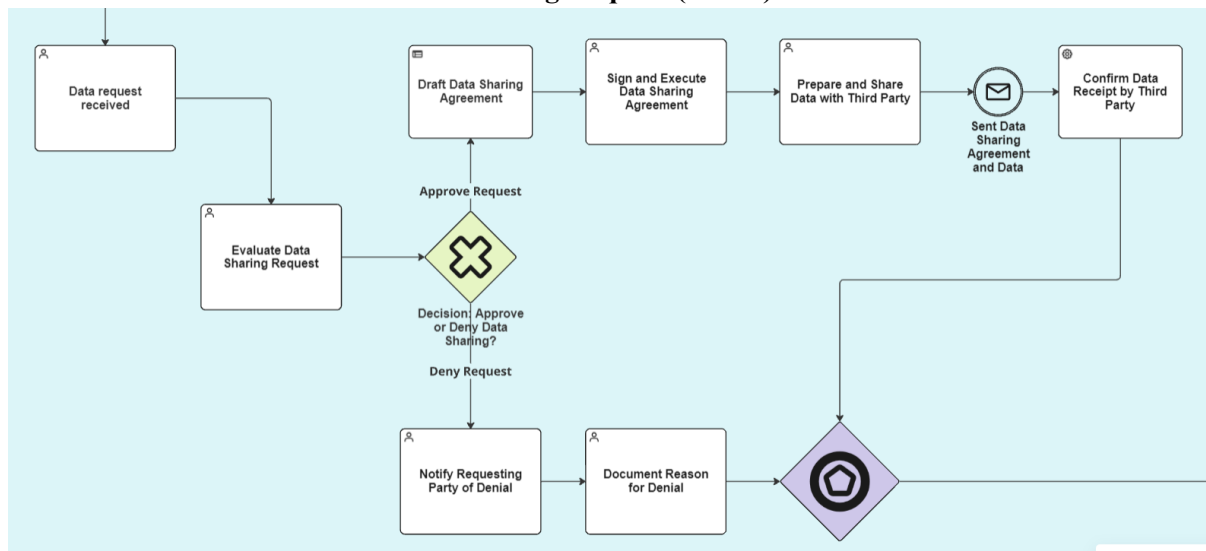 Data request
received
Draft Data Sharing
Agreement
Sign and Execute
Data Sharing
Agreement
Prepare and Share
Data with Third Party
Sent Data
Sharing
Agreement
and Data
Confirm Data
Receipt by Third
Party
Approve Request
Evaluate Data
Sharing Request
Decision: Approve
or Deny Data
Sharing?
Deny Request
Notify Requesting
Party of Denial
Document Reason
for Denial